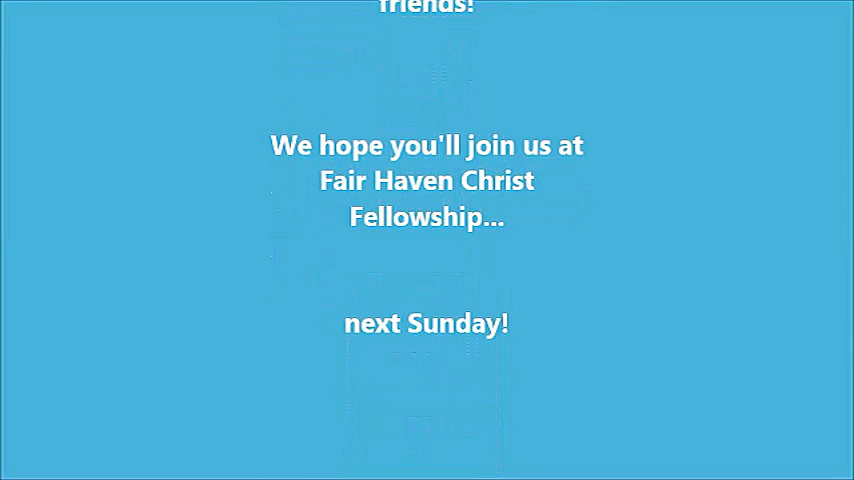 friends!
We hope you'll join us at
Fair Haven Christ
Fellowship...
next Sunday!